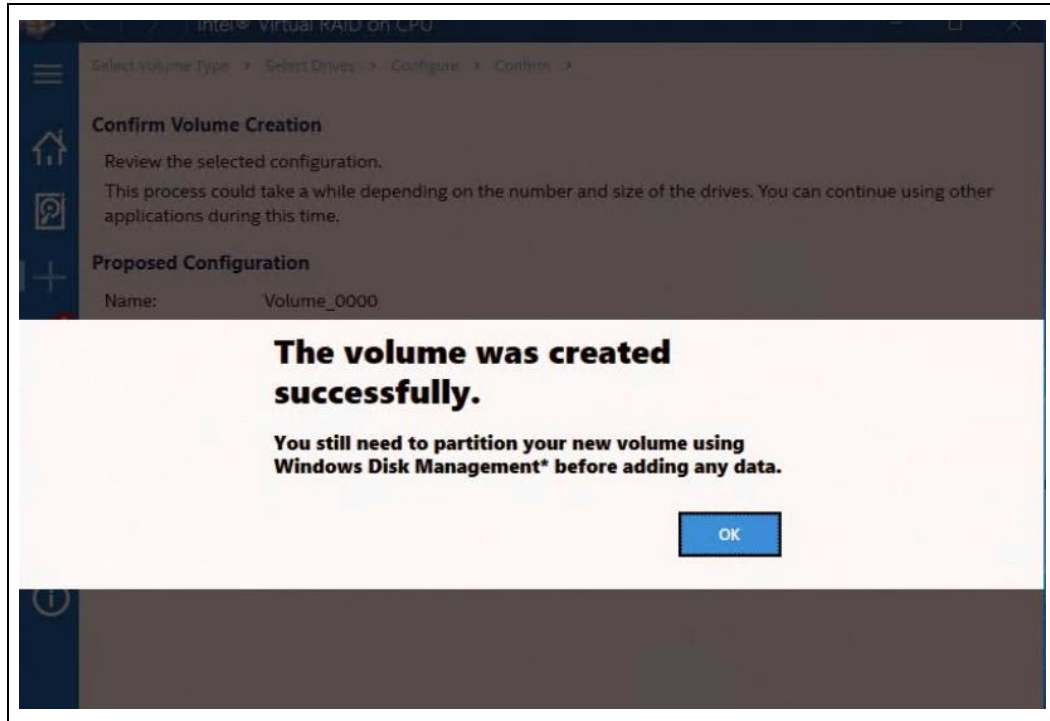 Intel® Virtual RAID on CPU
Select Volume Type > Select Drives > Configure > Confirm >
Confirm Volume Creation
Review the selected configuration.
This process could take a while depending on the number and size of the drives. You can continue using other
applications during this time.
Proposed Configuration
Name: Volume_0000
The volume was created
successfully.
You still need to partition your new volume using
Windows Disk Management* before adding any data.
OK